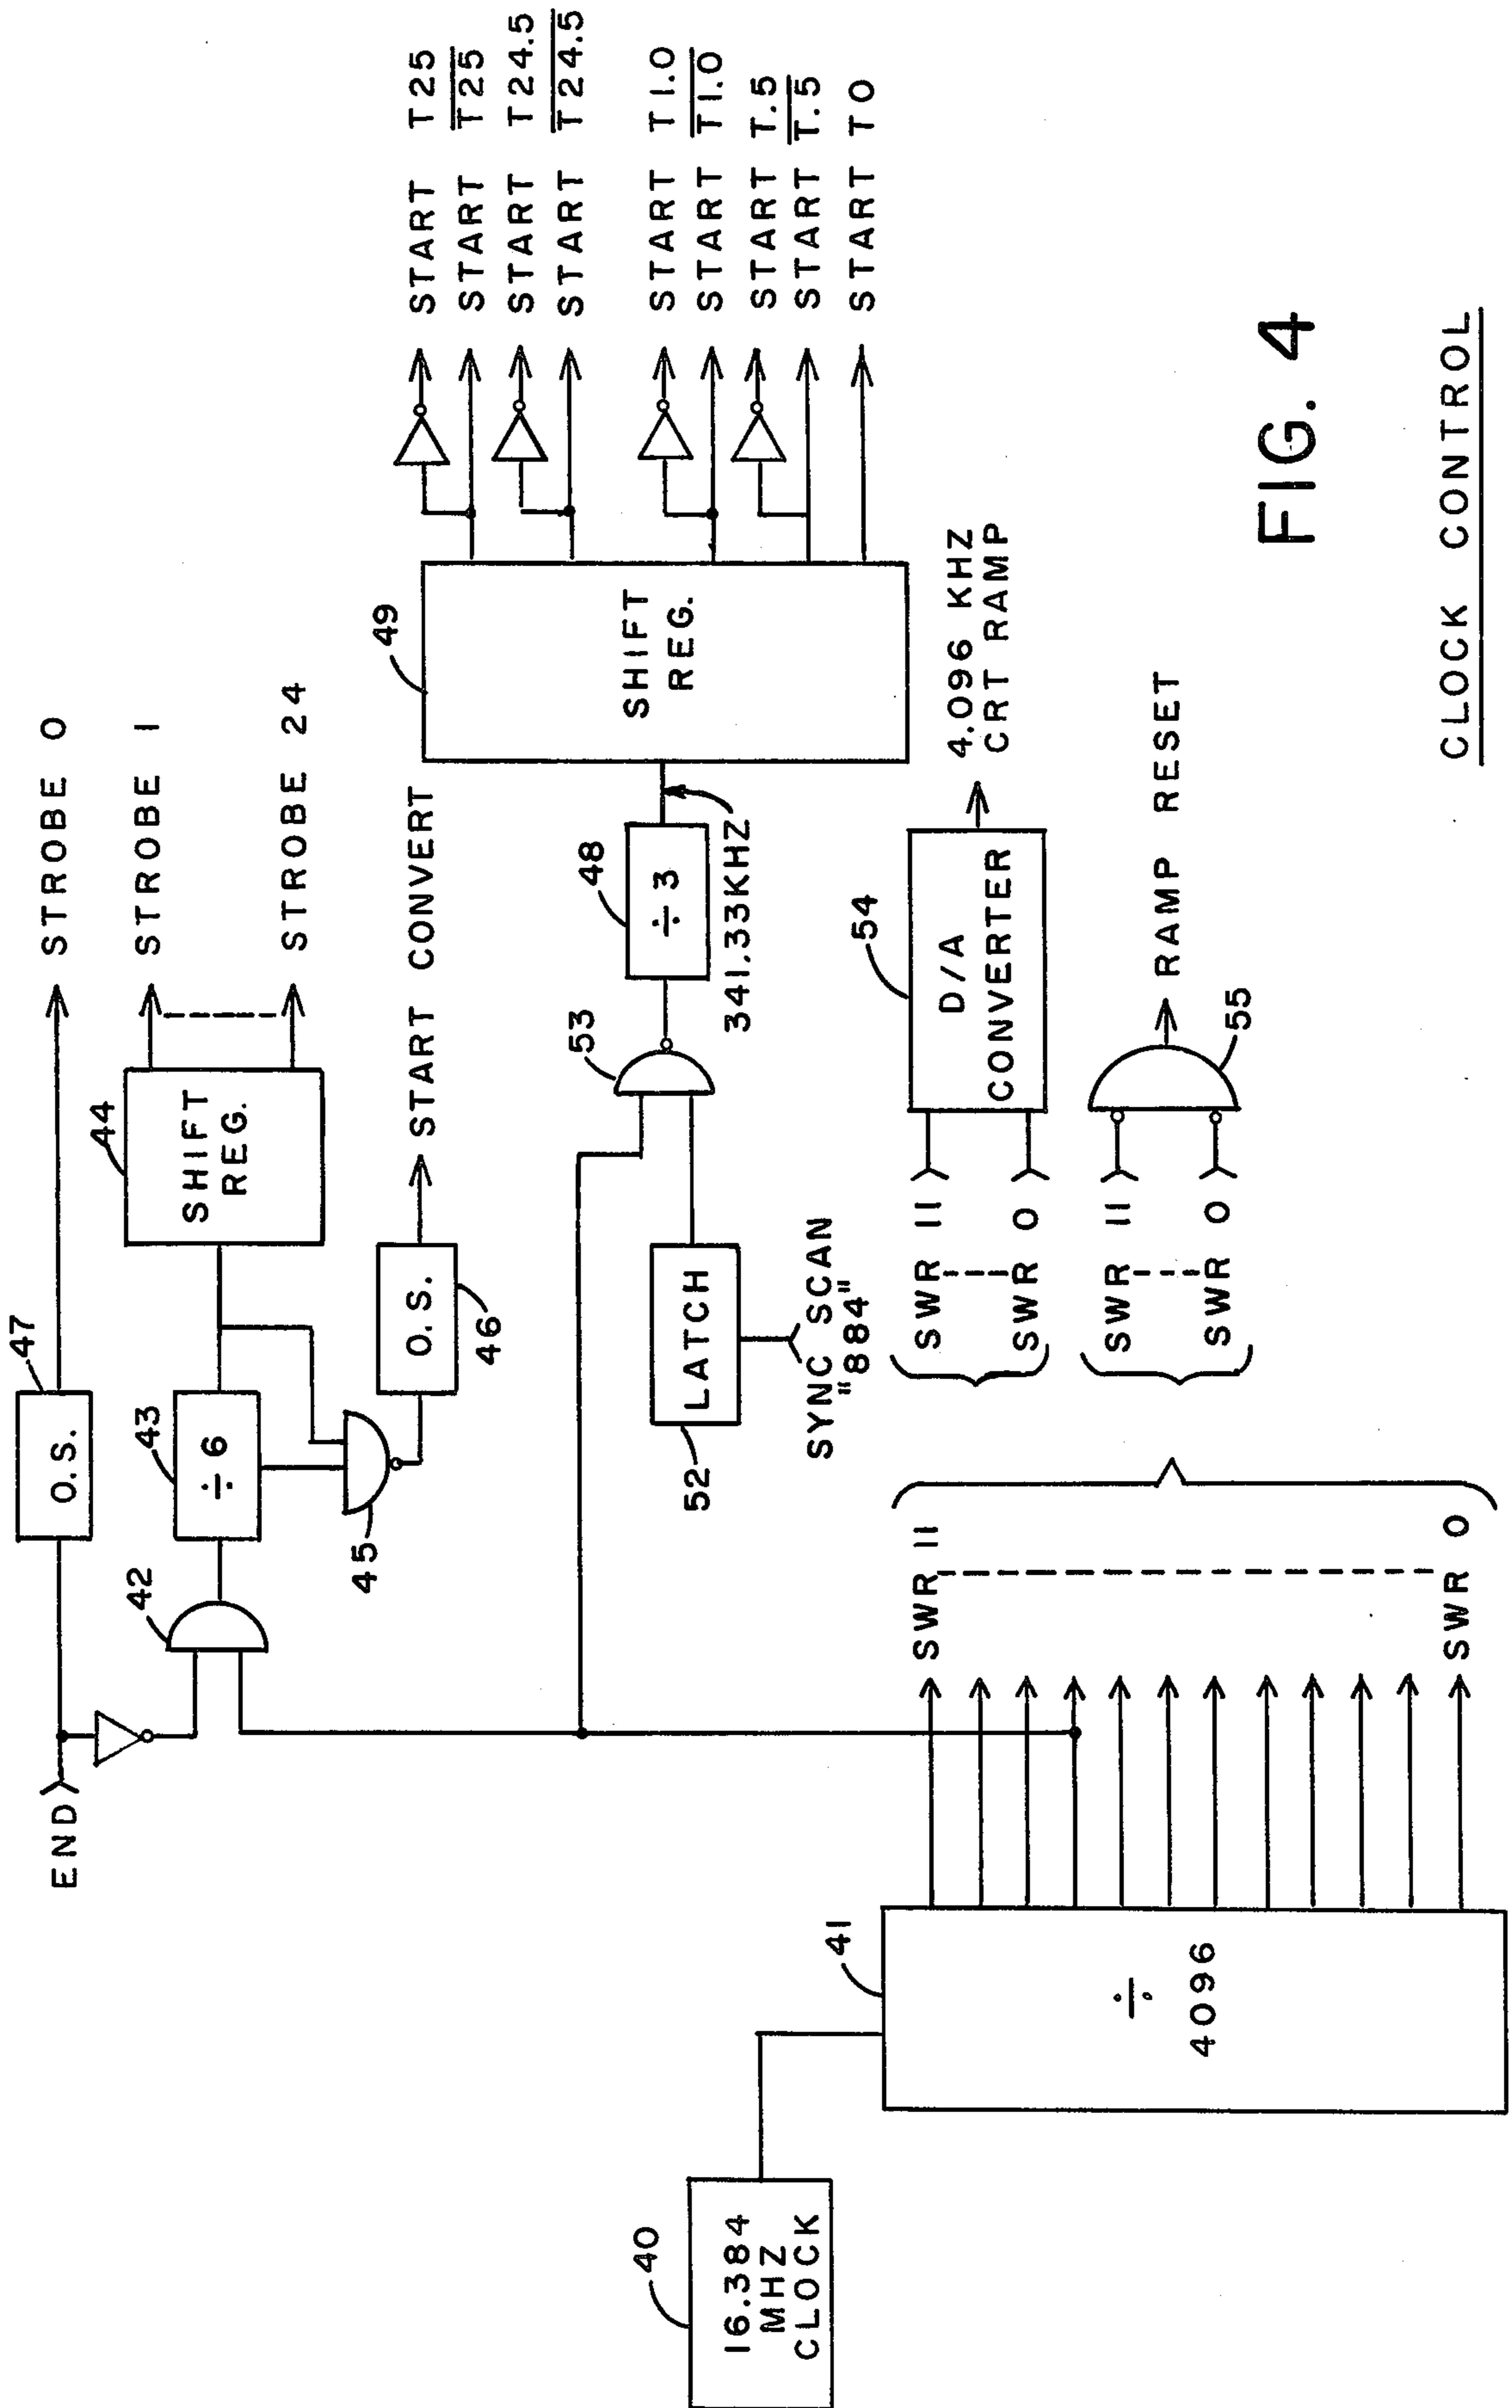 END
47
O.S.
STROBE 0
42
43
÷ 6
44
SHIFT
REG.
STROBE 1
STROBE 24
45
O.S.
46
START CONVERT
49
SHIFT
REG.
START T25
START T25
START T24.5
START T24.5
START T1.0
START T1.0
START T.5
START T.5
START T0
53
48
÷ 3
341.33KHZ
LATCH
52
SYNC SCAN
"884"
40
16.384
MHZ
CLOCK
41
÷
4096
SWR 11
SWR 0
SWR 11
SWR 0
54
D/A
CONVERTER
4.096 KHZ
CRT RAMP
SWR 11
SWR 0
55
RAMP RESET
FIG. 4
CLOCK CONTROL